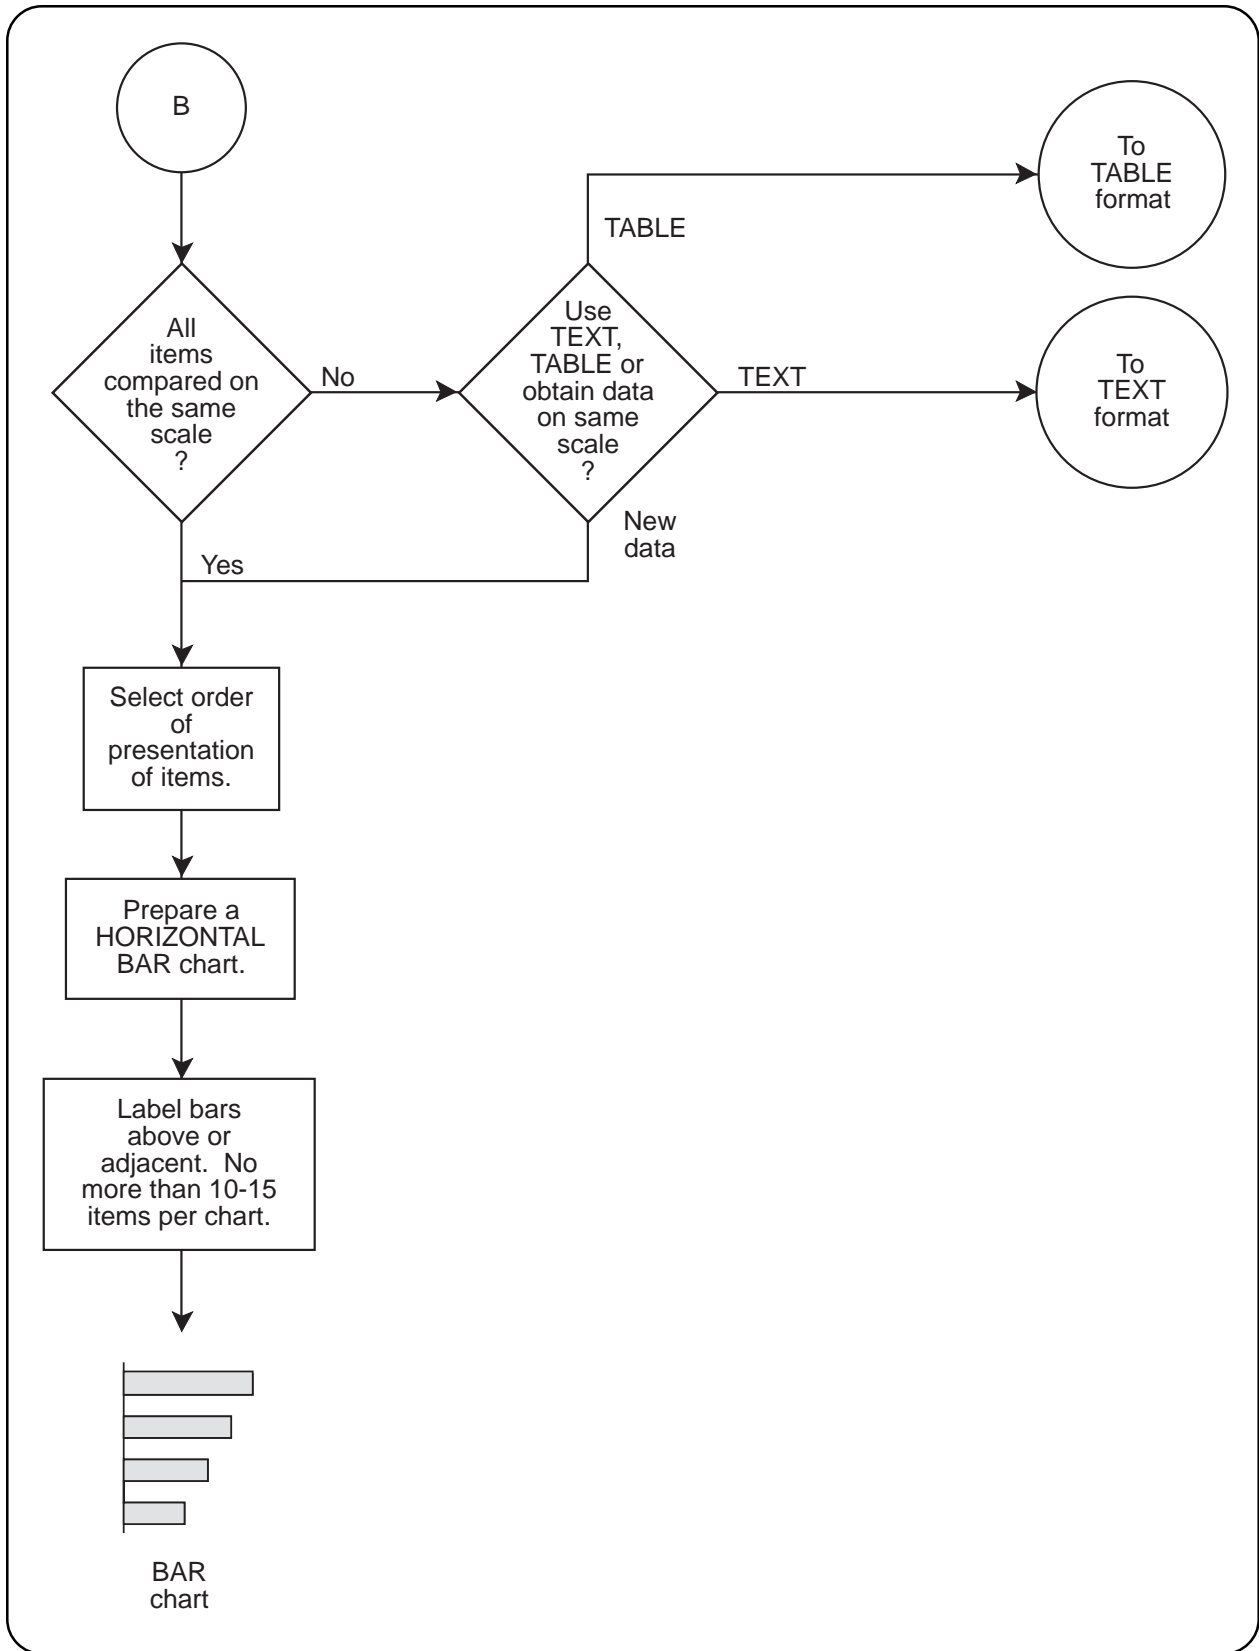 B
To
TABLE
format
TABLE
Use
TEXT,
TABLE or
obtain data
on same
scale
?
All
items
compared on
the same
scale
?
No
TEXT
To
TEXT
format
New
data
Yes
Select order
of
presentation
of items.
Prepare a
HORIZONTAL
BAR chart.
Label bars
above or
adjacent.  No
more than 10-15
items per chart.
BAR
chart